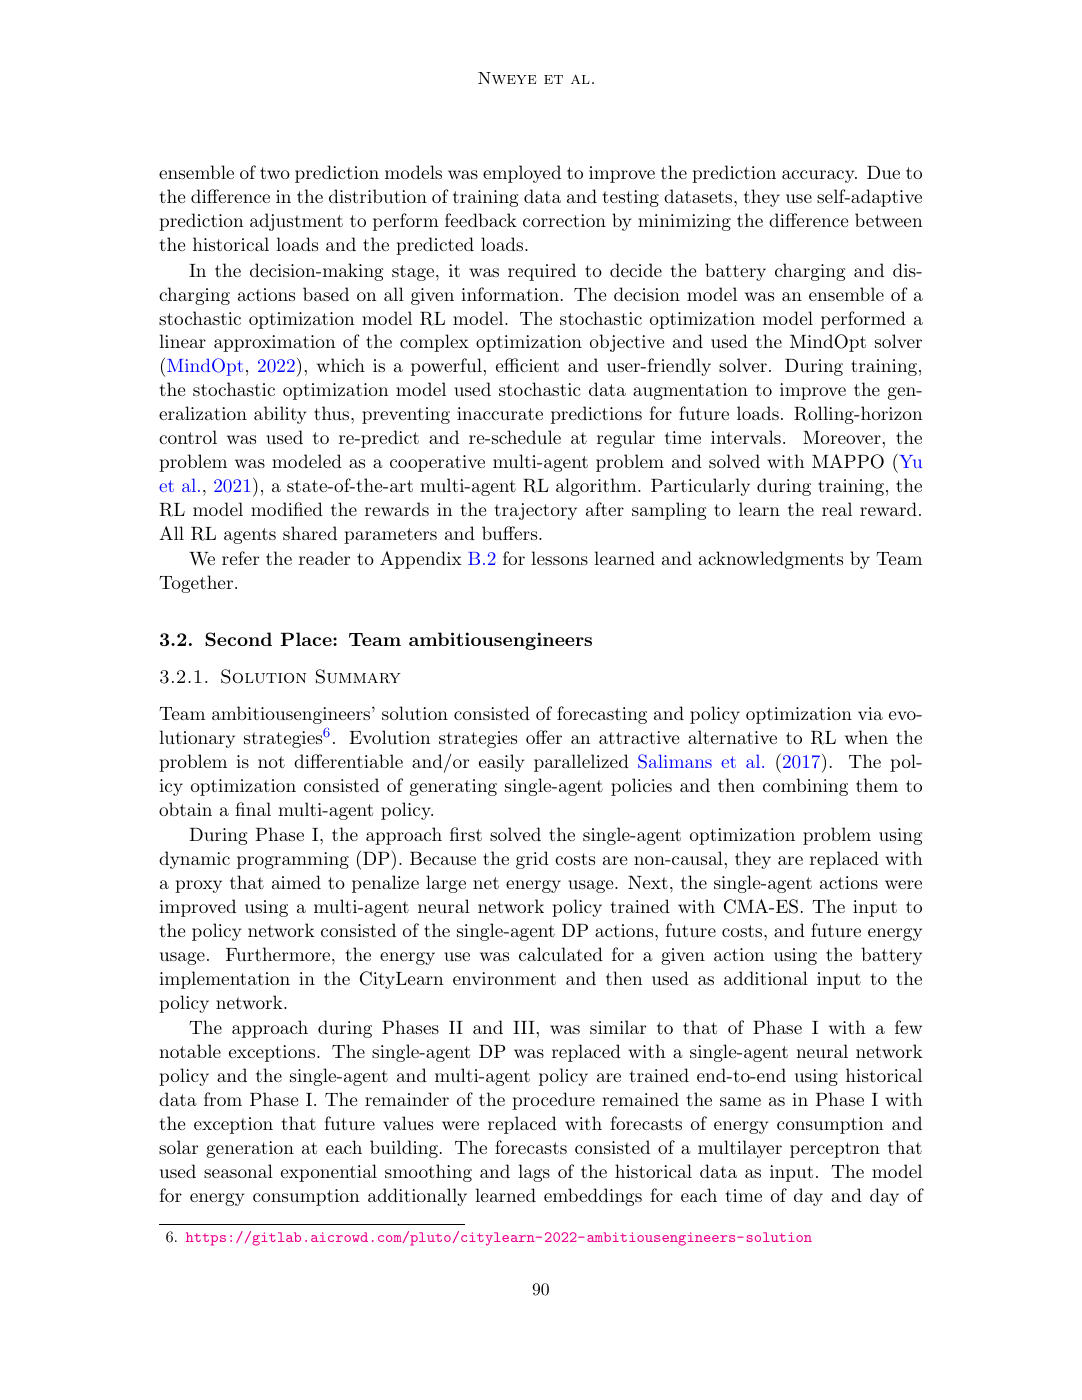 NWEYE ET AL.
ensemble of two prediction models was employed to improve the prediction accuracy. Due to
the difference in the distribution of training data and testing datasets, they use self-adaptive
prediction adjustment to perform feedback correction by minimizing the difference between
the historical loads and the predicted loads.
In the decision-making stage, it was required to decide the battery charging and dis-
charging actions based on all given information. The decision model was an ensemble of a
stochastic optimization model RL model. The stochastic optimization model performed a
linear approximation of the complex optimization objective and used the MindOpt solver
(MindOpt, 2022), which is a powerful, efficient and user-friendly solver. During training,
the stochastic optimization model used stochastic data augmentation to improve the gen-
eralization ability thus, preventing inaccurate predictions for future loads. Rolling-horizon
control was used to re-predict and re-schedule at regular time intervals. Moreover, the
problem was modeled as a cooperative multi-agent problem and solved with MAPPO (Yu
et al., 2021), a state-of-the-art multi-agent RL algorithm. Particularly during training, the
RL model modified the rewards in the trajectory after sampling to learn the real reward.
All RL agents shared parameters and buffers.
We refer the reader to Appendix B.2 for lessons learned and acknowledgments by Team
Together.
3.2. Second Place: Team ambitiousengineers
3.2.1. SOLUTION SUMMARY
Team ambitiousengineers' solution consisted of forecasting and policy optimization via evo-
lutionary strategies6. Evolution strategies offer an attractive alternative to RL when the
problem is not differentiable and/or easily parallelized Salimans et al. (2017). The pol-
icy optimization consisted of generating single-agent policies and then combining them to
obtain a final multi-agent policy.
During Phase I, the approach first solved the single-agent optimization problem using
dynamic programming (DP). Because the grid costs are non-causal, they are replaced with
a proxy that aimed to penalize large net energy usage. Next, the single-agent actions were
improved using a multi-agent neural network policy trained with CMA-ES. The input to
the policy network consisted of the single-agent DP actions, future costs, and future energy
usage. Furthermore, the energy use was calculated for a given action using the battery
implementation in the CityLearn environment and then used as additional input to the
policy network.
The approach during Phases II and III, was similar to that of Phase I with a few
notable exceptions. The single-agent DP was replaced with a single-agent neural network
policy and the single-agent and multi-agent policy are trained end-to-end using historical
data from Phase I. The remainder of the procedure remained the same as in Phase I with
the exception that future values were replaced with forecasts of energy consumption and
solar generation at each building. The forecasts consisted of a multilayer perceptron that
used seasonal exponential smoothing and lags of the historical data as input. The model
for energy consumption additionally learned embeddings for each time of day and day of
6. https://gitlab.aicrowd.com/pluto/citylearn-2022-ambitiousengineers-solution
90